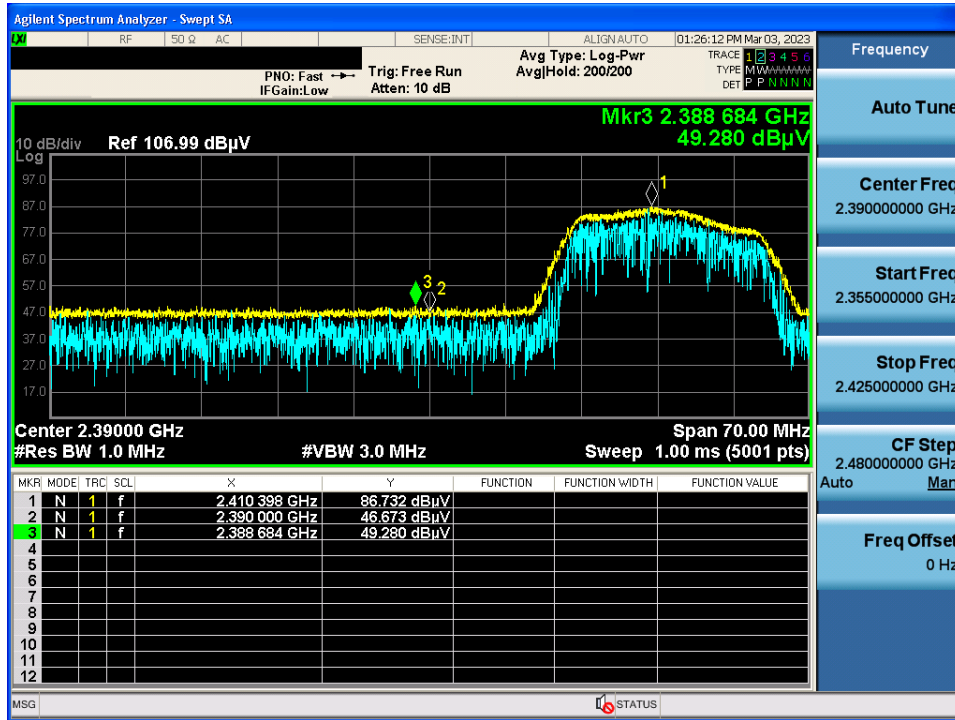 Agilent Spectrum Analyzer - Swept SA
LXI RF 50 Ω AC SENSE:INT ALIGN AUTO 01:26:12 PM Mar 03, 2023
Frequency
Avg Type: Log-Pwr
TRACE 1 2 3 4 5 6
PNO: Fast
Trig: Free Run
Avg|Hold: 200/200
TYPE M W
IFGain:Low
Atten: 10 dB
DET P P N N N N
Auto Tune
Mkr3 2.388 684 GHz
49.280 dBµV
10 dB/div Ref 106.99 dBµV
Log
97.0
87.0
77.0
67.0
57.0
47.0
37.0
27.0
17.0
1
3
2
Center Freq
2.390000000 GHz
Start Freq
2.355000000 GHz
Stop Freq
2.425000000 GHz
CF Step
2.480000000 GHz
Auto Man
Freq Offset
0 Hz
Center 2.39000 GHz Span 70.00 MHz
#Res BW 1.0 MHz #VBW 3.0 MHz Sweep 1.00 ms (5001 pts)
MKR MODE TRC SCL X Y FUNCTION FUNCTION WIDTH FUNCTION VALUE
1 N 1 f 2.410 398 GHz 86.732 dBµV
2 N 1 f 2.390 000 GHz 46.673 dBµV
3 N 1 f 2.388 684 GHz 49.280 dBµV
4
5
6
7
8
9
10
11
12
MSG STATUS